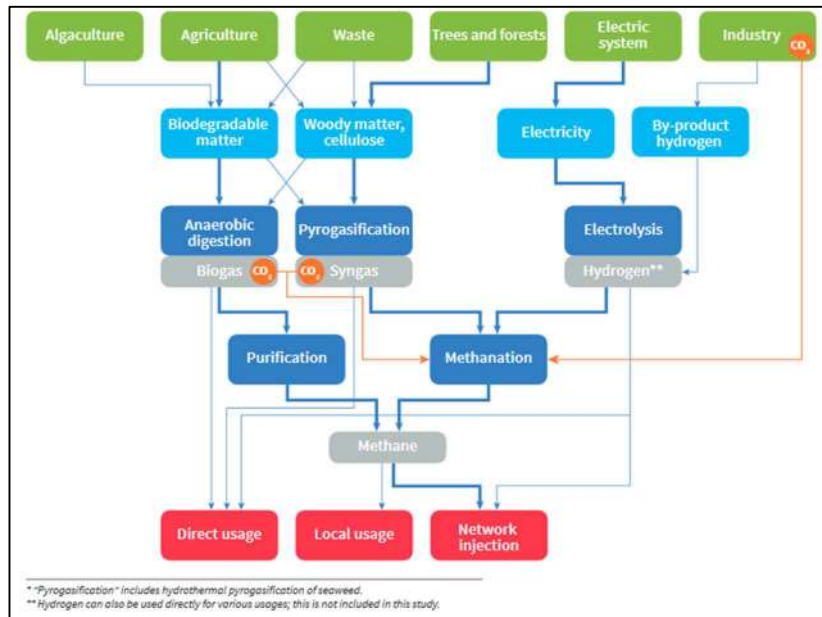 Algaculture
Agriculture
Waste
Trees and forests
Electric
system
Industry
CO₂
Biodegradable
matter
Woody matter,
cellulose
Electricity
By-product
hydrogen
Anaerobic
digestion
Pyrogasification
Electrolysis
Biogas
CO₂
CO₂
Syngas
Hydrogen**
Purification
Methanation
Methane
Direct usage
Local usage
Network
injection
* "Pyrogasification" includes hydrothermal pyrogasification of seaweed.
** Hydrogen can also be used directly for various usages; this is not included in this study.